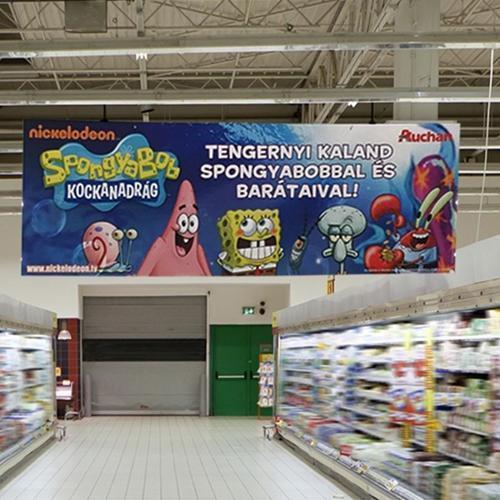 nickelodeon
SpongyaBob
KOCKANADRÁG
TENGERNYI KALAND
SPONGYABOBBAL ÉS
BARÁTAIVAL!
Auchan
www.nickelodeon.tv